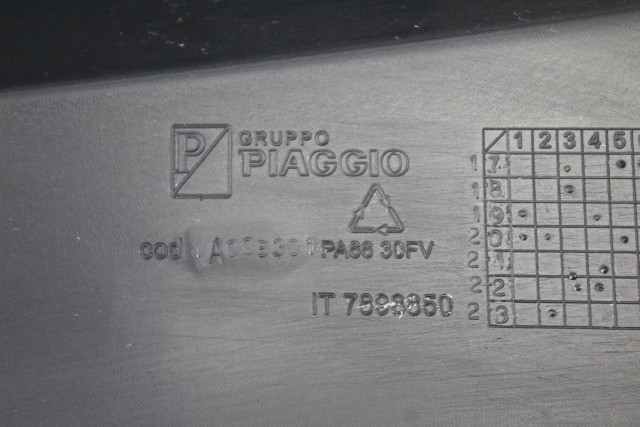 P
GRUPPO
PIAGGIO
cod
PA66 30FV
IT
1 2 3 4 5
17
18
19
20
21
22
23